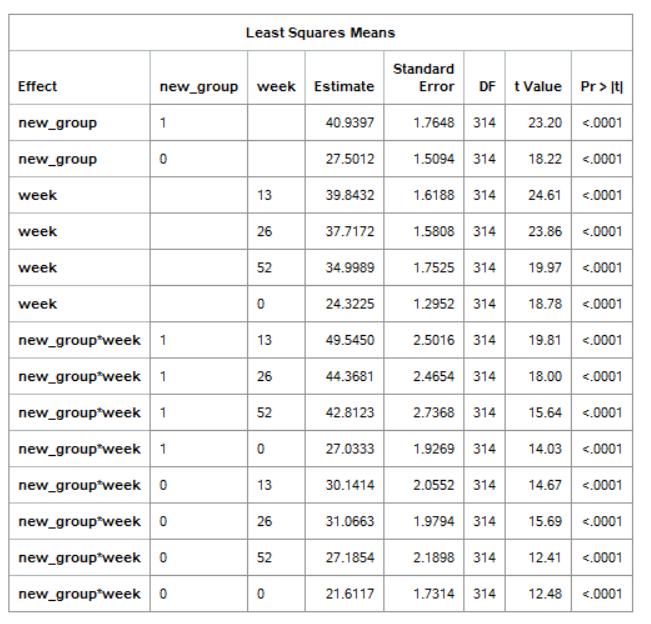 Least Squares Means
Effect new_group week Estimate Standard Error DF t Value Pr > |t|
new_group 1 40.9397 1.7648 314 23.20 <.0001
new_group 0 27.5012 1.5094 314 18.22 <.0001
week 13 39.8432 1.6188 314 24.61 <.0001
week 26 37.7172 1.5808 314 23.86 <.0001
week 52 34.9989 1.7525 314 19.97 <.0001
week 0 24.3225 1.2952 314 18.78 <.0001
new_group*week 1 13 49.5450 2.5016 314 19.81 <.0001
new_group*week 1 26 44.3681 2.4654 314 18.00 <.0001
new_group*week 1 52 42.8123 2.7368 314 15.64 <.0001
new_group*week 1 0 27.0333 1.9269 314 14.03 <.0001
new_group*week 0 13 30.1414 2.0552 314 14.67 <.0001
new_group*week 0 26 31.0663 1.9794 314 15.69 <.0001
new_group*week 0 52 27.1854 2.1898 314 12.41 <.0001
new_group*week 0 0 21.6117 1.7314 314 12.48 <.0001